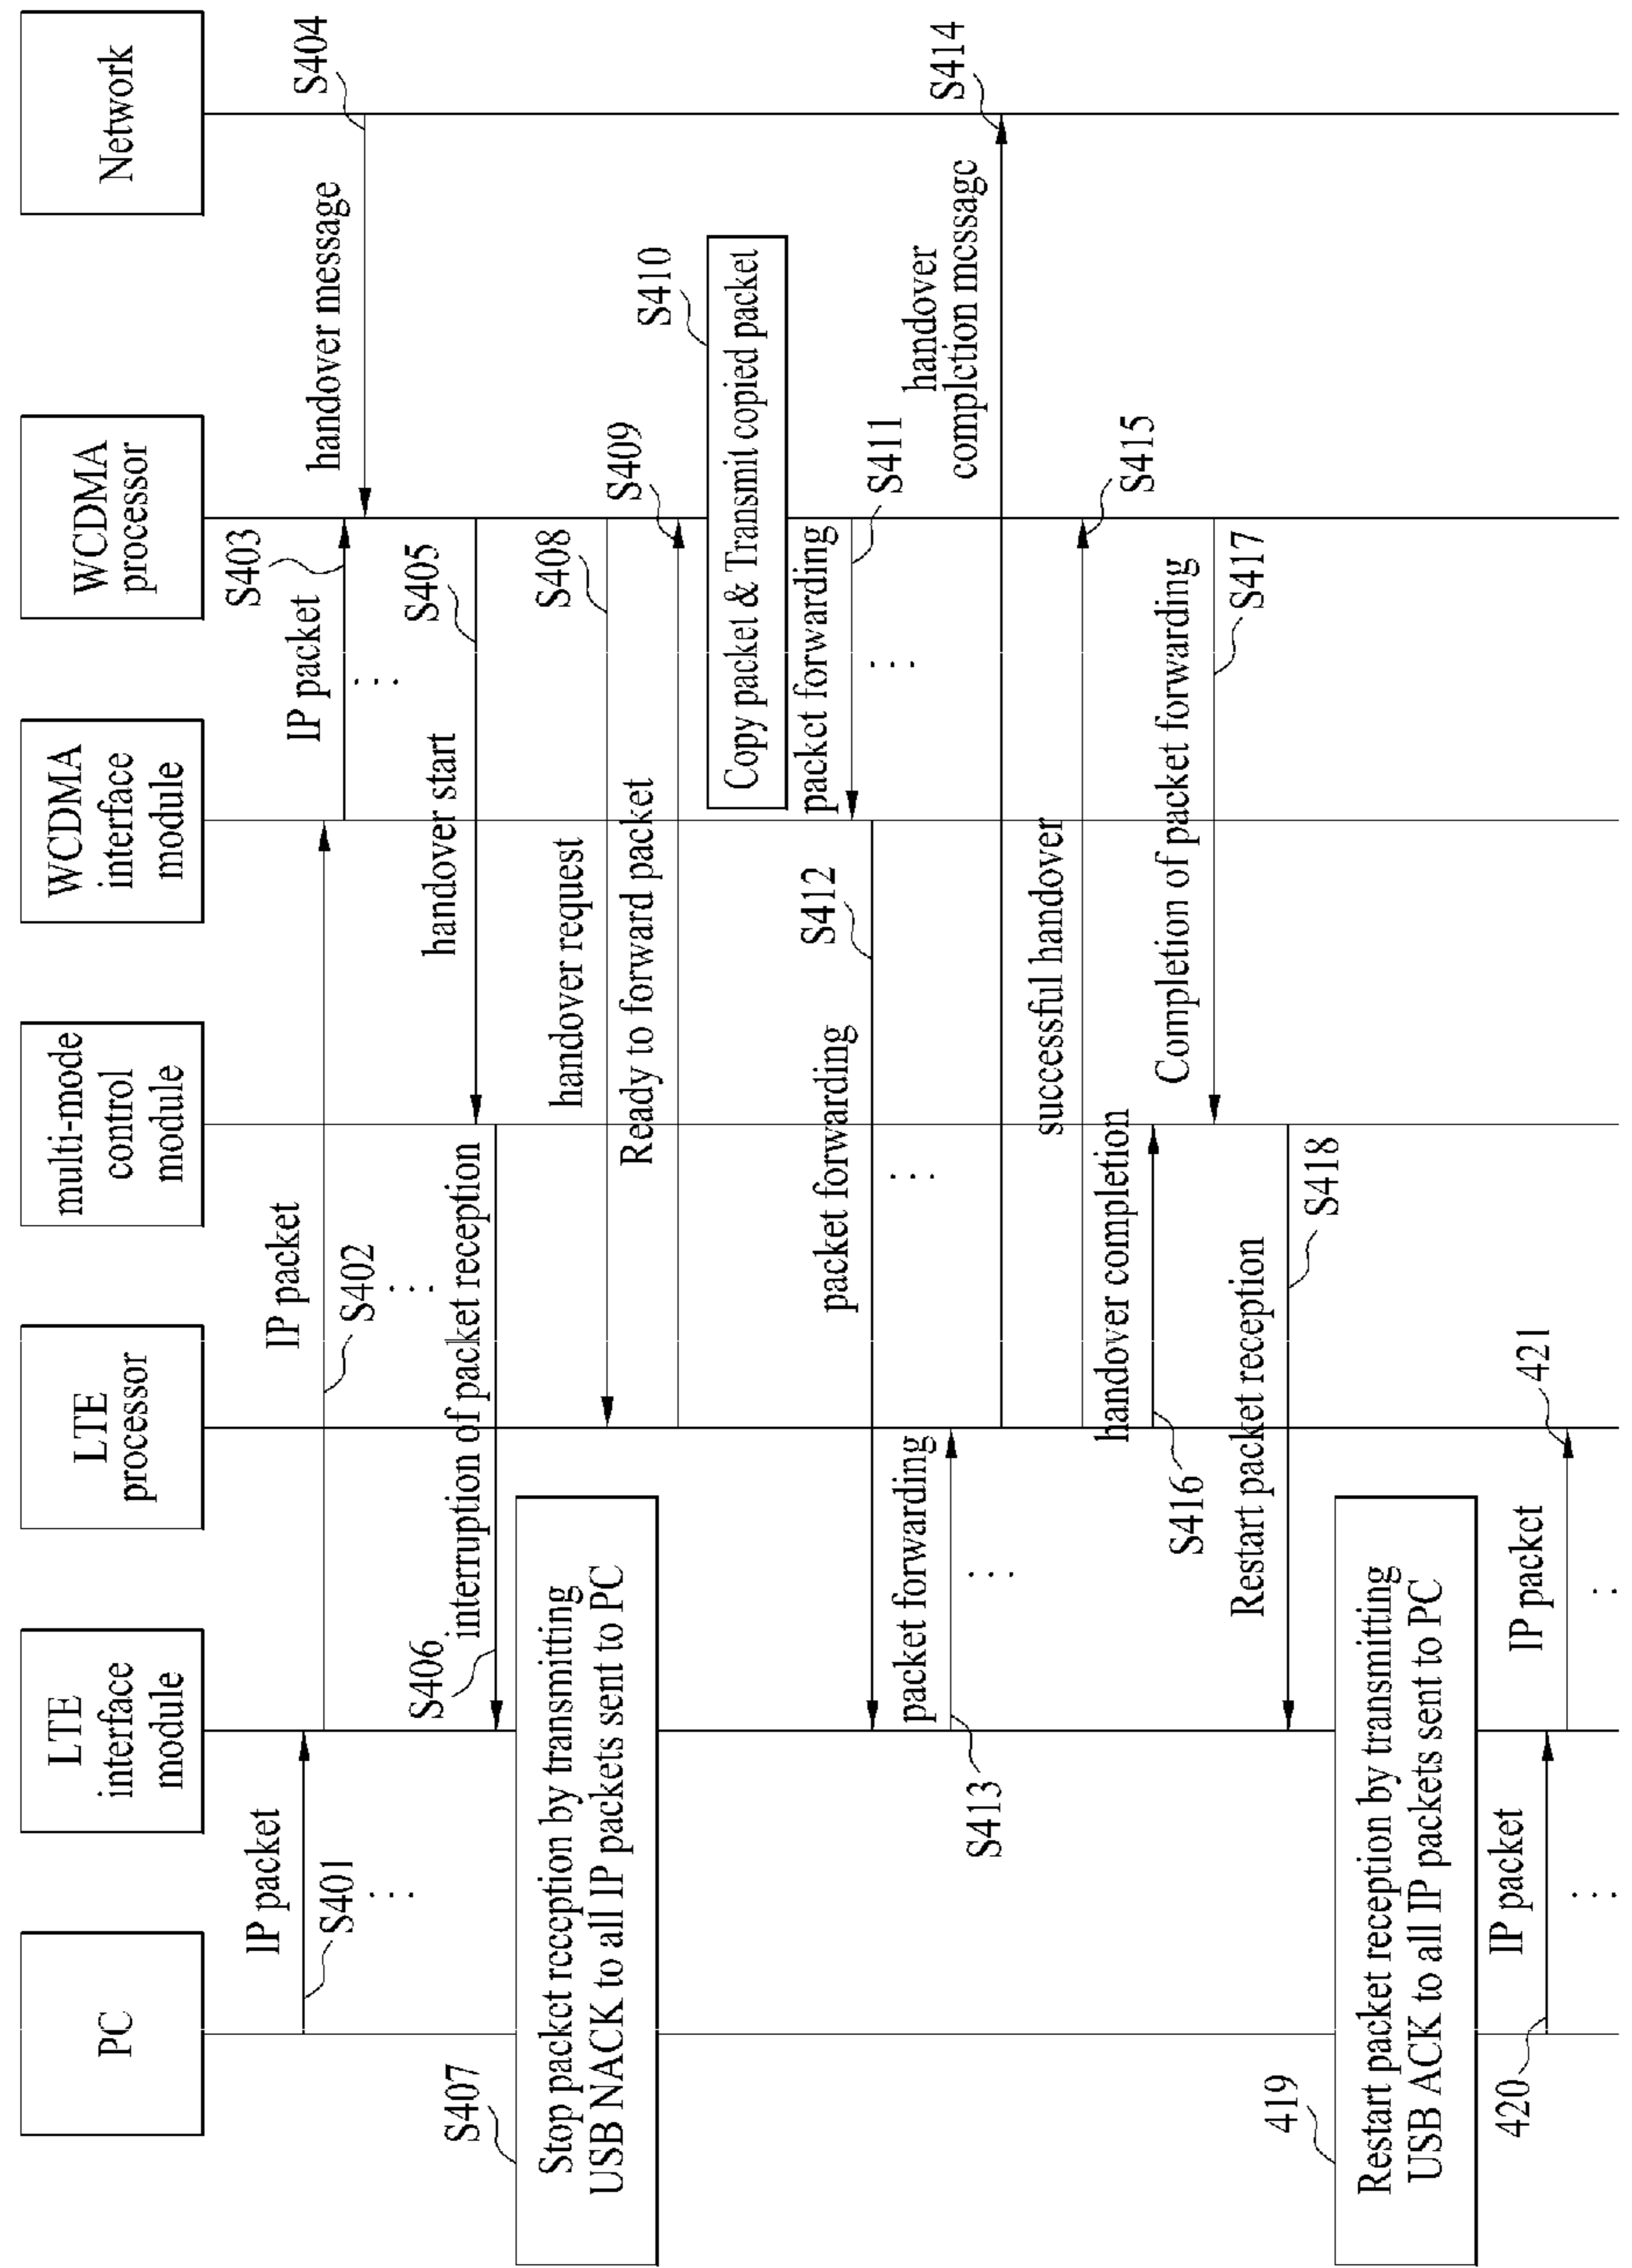 PC
LTE
interface
module
LTE
processor
multi-mode
control
module
WCDMA
interface
module
WCDMA
processor
Network
IP packet
S401
. . .
IP packet
S402
. . .
IP packet
S403
. . .
handover message
S404
handover start
S405
interruption of packet reception
S406
S407
Stop packet reception by transmitting
USB NACK to all IP packets sent to PC
handover request
S408
Ready to forward packet
S409
S410
Copy packet & Transmit copied packet
packet forwarding
S411
. . .
packet forwarding
S412
. . .
packet forwarding
S413
. . .
handover
completion message
S414
successful handover
S415
handover completion
S416
Completion of packet forwarding
S417
Restart packet reception
S418
419
Restart packet reception by transmitting
USB ACK to all IP packets sent to PC
IP packet
420
. . .
IP packet
421
. .